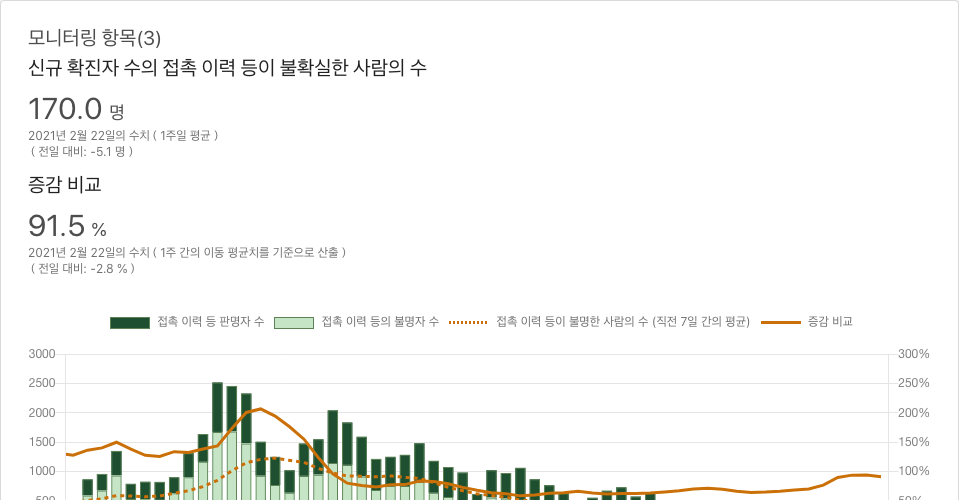 모니터링 항목(3)
신규 확진자 수의 접촉 이력 등이 불확실한 사람의 수
170.0 명
2021년 2월 22일의 수치 ( 1주일 평균 )
( 전일 대비: -5.1 명 )
증감 비교
91.5 %
2021년 2월 22일의 수치 ( 1주 간의 이동 평균치를 기준으로 산출 )
( 전일 대비: -2.8 % )
접촉 이력 등 판명자 수 접촉 이력 등의 불명자 수 접촉 이력 등이 불명한 사람의 수 (직전 7일 간의 평균) 증감 비교
3000 300%
2500 250%
2000 200%
1500 150%
1000 100%
500 50%